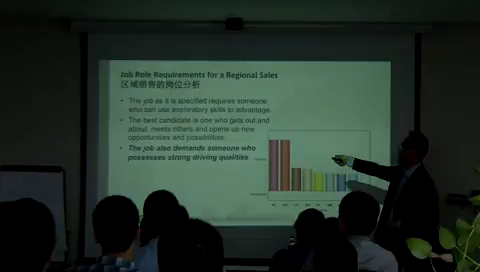 Job Role Requirements for a Regional Sales
区域销售的岗位分析
• The job as it is specified requires someone
who can use exploratory skills to advantage.
• The best candidate is one who gets out and
about, meets others and opens up new
opportunities and possibilities.
• The job also demands someone who
possesses strong driving qualities.